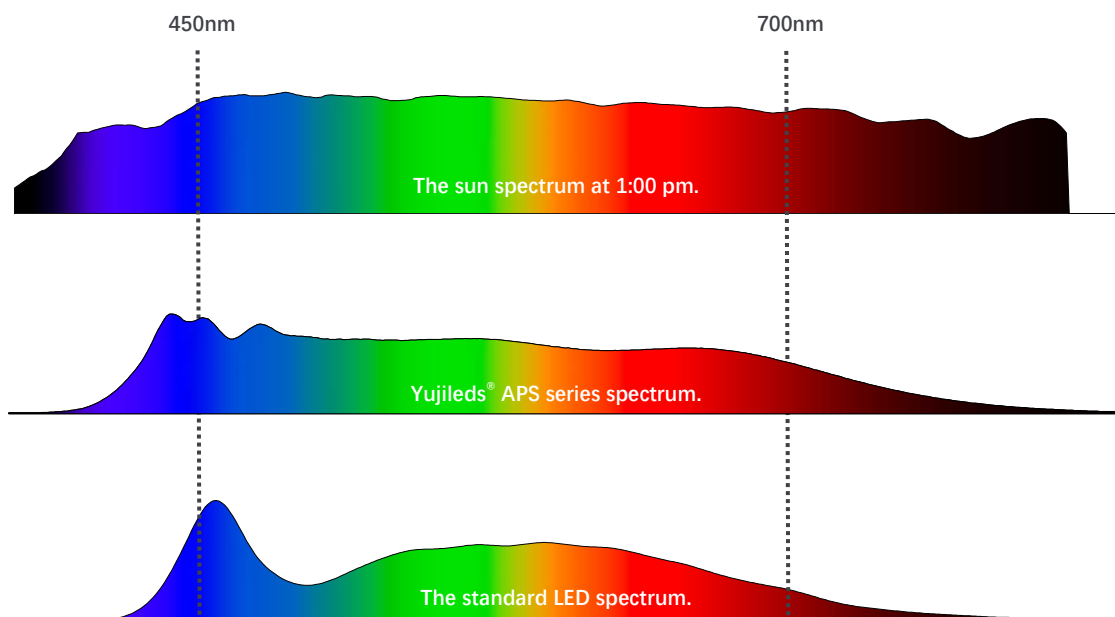 450nm
700nm
The sun spectrum at 1:00 pm.
Yujileds® APS series spectrum.
The standard LED spectrum.